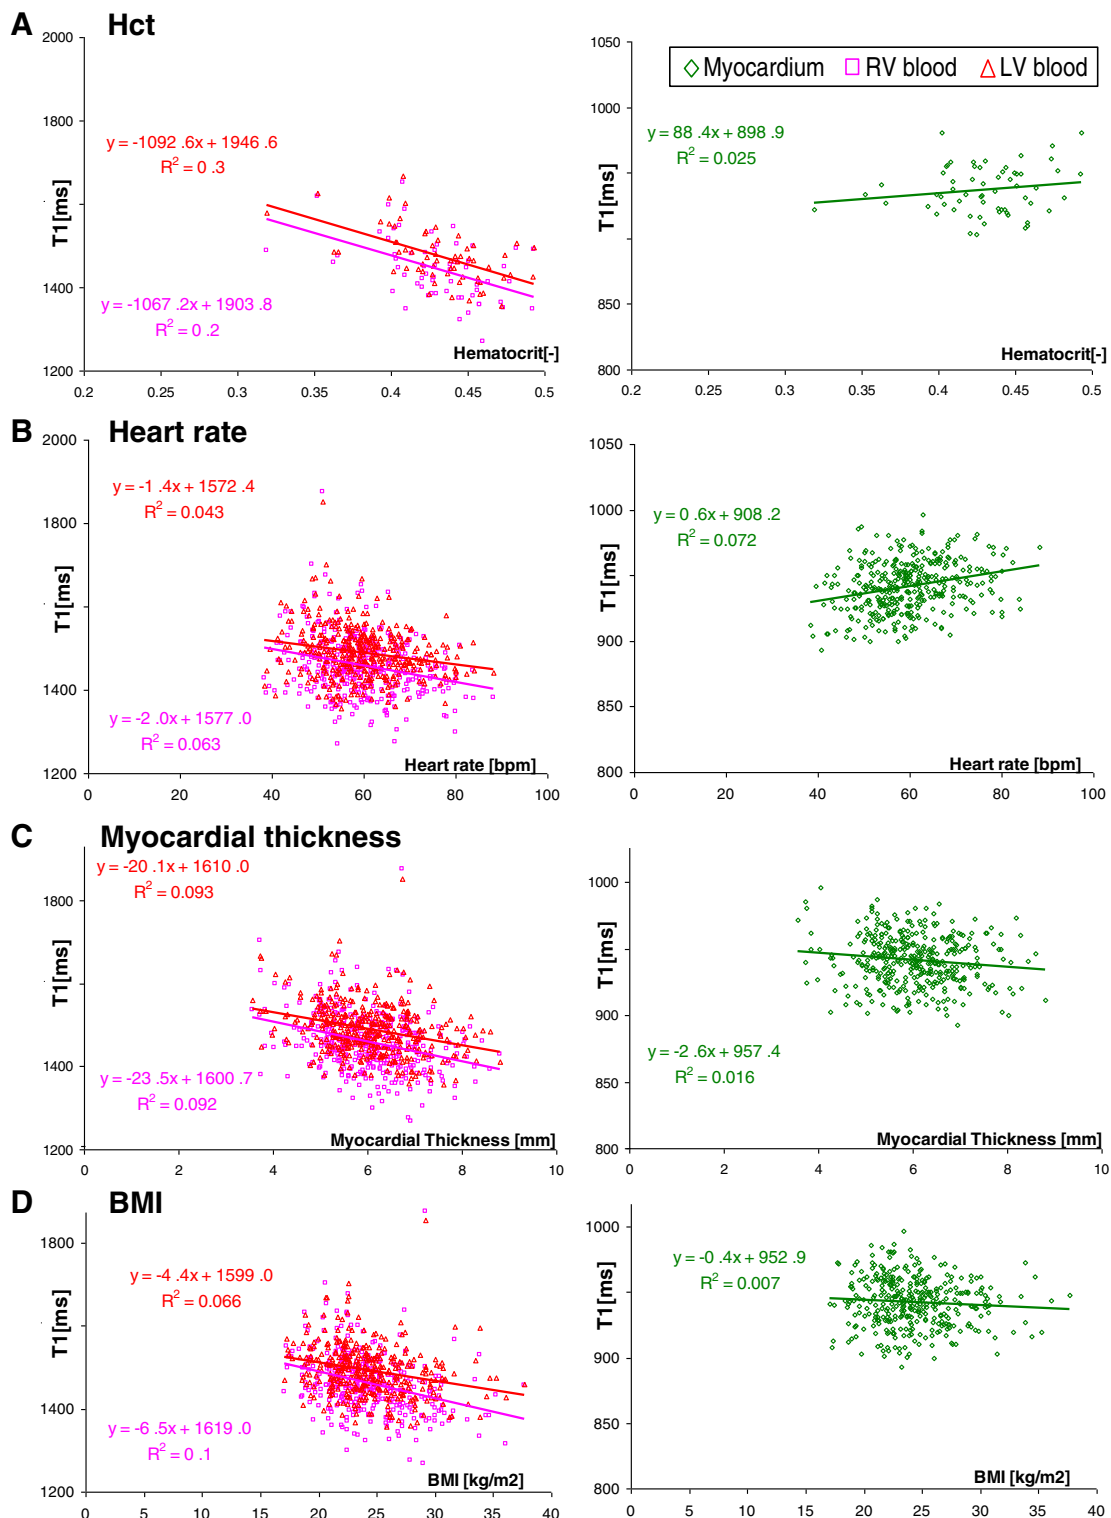 A Hct
2000
1800
T1[ms]
1400
1200
y = -1092 .6x + 1946 .6
R² = 0 .3
y = -1067 .2x + 1903 .8
R² = 0 .2
Hematocrit[-]
0.2 0.25 0.3 0.35 0.4 0.45 0.5
1050
1000
T1[ms]
850
800
Myocardium RV blood LV blood
y = 88 .4x + 898 .9
R² = 0.025
Hematocrit[-]
0.2 0.25 0.3 0.35 0.4 0.45 0.5
B Heart rate
2000
1800
T1[ms]
1400
1200
y = -1 .4x + 1572 .4
R² = 0.043
y = -2 .0x + 1577 .0
R² = 0.063
Heart rate [bpm]
0 20 40 60 80 100
1050
1000
T1[ms]
900
850
800
y = 0 .6x + 908 .2
R² = 0.072
Heart rate [bpm]
0 20 40 60 80 100
C Myocardial thickness
y = -20 .1x + 1610 .0
R² = 0.093
1800
T1[ms]
1400
1200
y = -23 .5x + 1600 .7
R² = 0.092
Myocardial Thickness [mm]
0 2 4 6 8 10
1000
T1[ms]
900
850
800
y = -2 .6x + 957 .4
R² = 0.016
Myocardial Thickness [mm]
0 2 4 6 8 10
D BMI
1800
T1[ms]
1400
1200
y = -4 .4x + 1599 .0
R² = 0.066
y = -6 .5x + 1619 .0
R² = 0 .1
BMI [kg/m2]
0 5 10 15 20 25 30 35 40
1000
T1[ms]
900
850
800
y = -0 .4x + 952 .9
R² = 0.007
BMI [kg/m2]
0 5 10 15 20 25 30 35 40